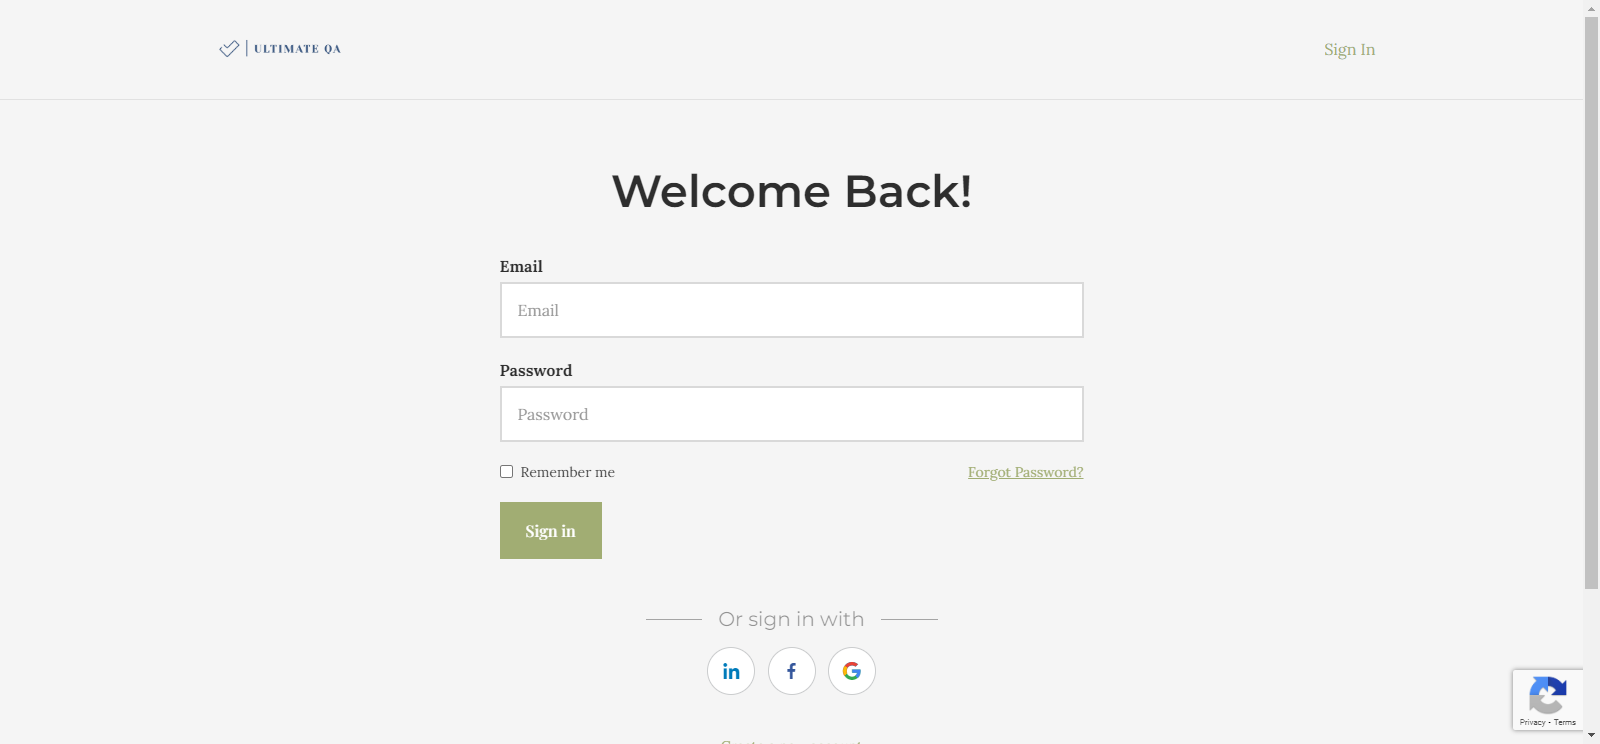 ULTIMATE QA
Sign In
Welcome Back!
Email
Email
Password
Password
Remember me
Forgot Password?
Sign in
Or sign in with
in
f
G
Privacy - Terms